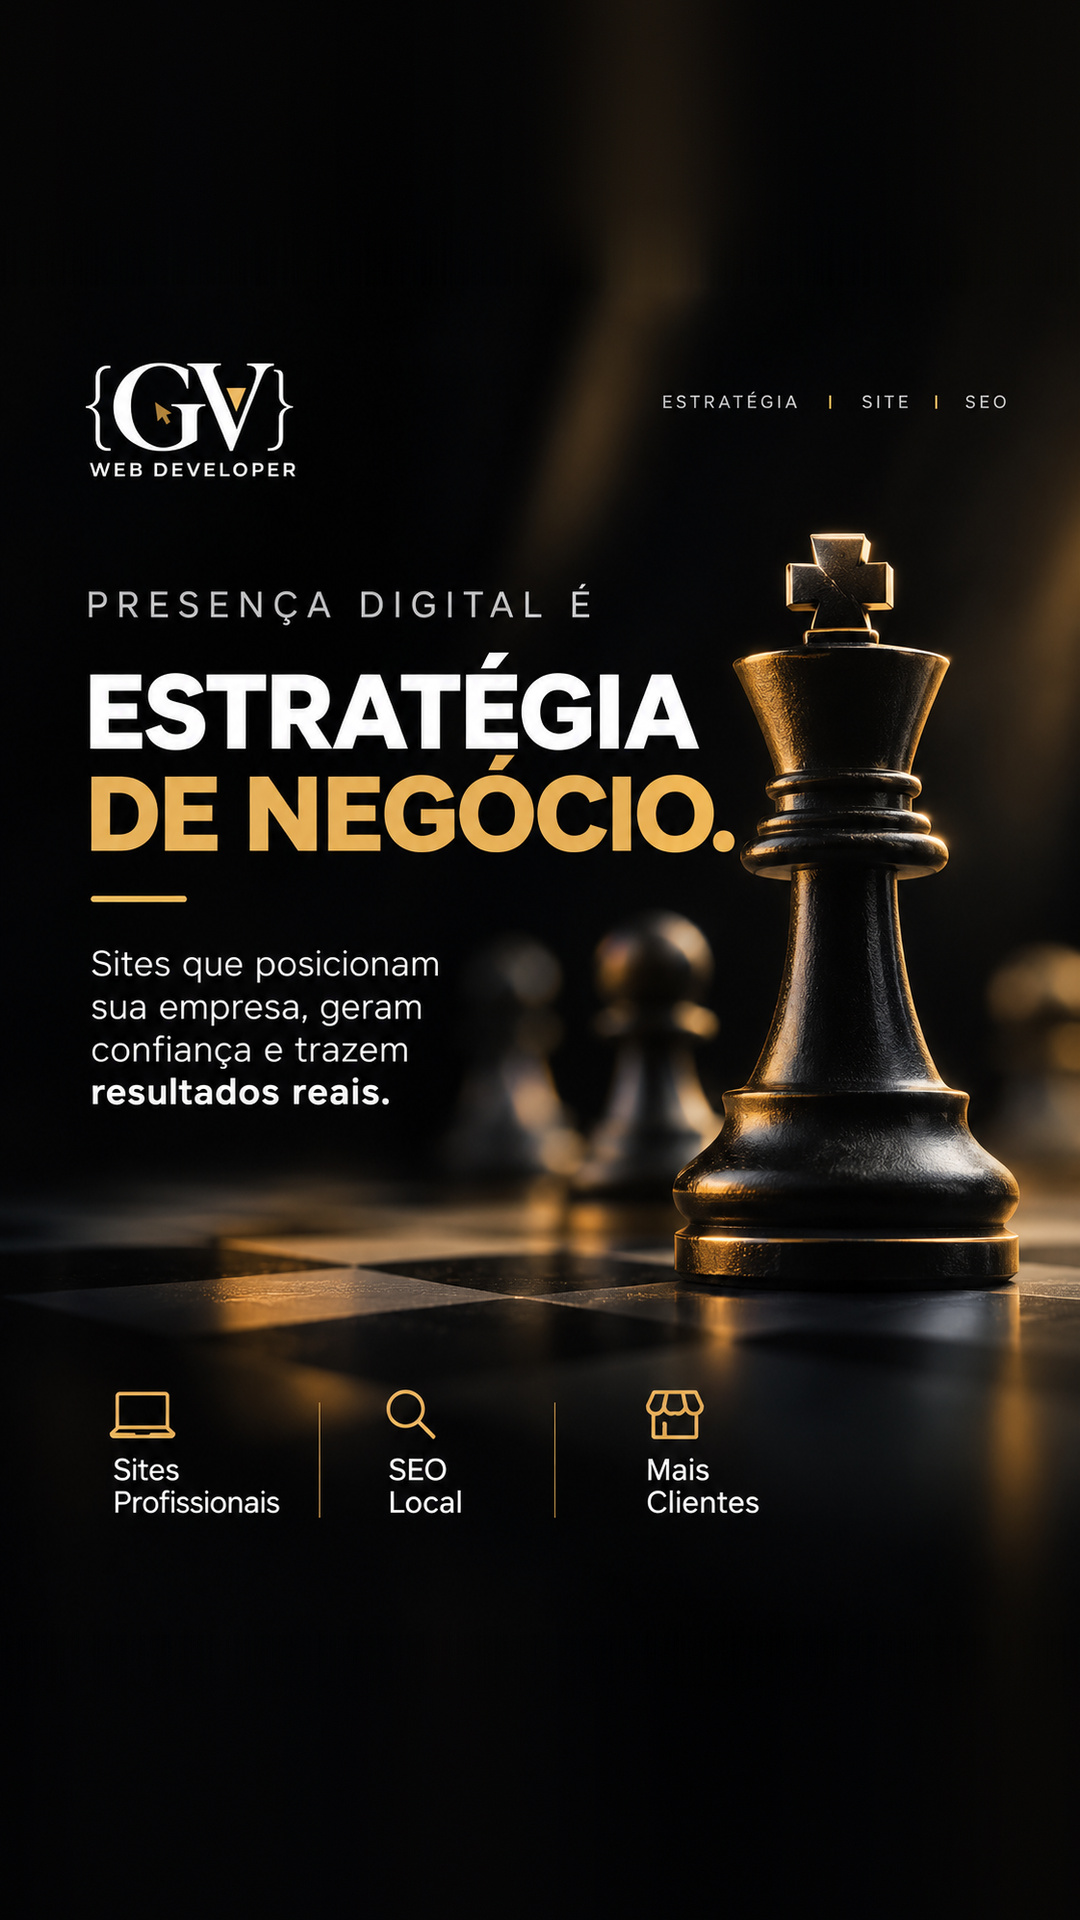 {GV}
WEB DEVELOPER
ESTRATÉGIA | SITE | SEO
PRESENÇA DIGITAL É
ESTRATÉGIA
DE NEGÓCIO.
Sites que posicionam
sua empresa, geram
confiança e trazem
resultados reais.
Sites
Profissionais
SEO
Local
Mais
Clientes